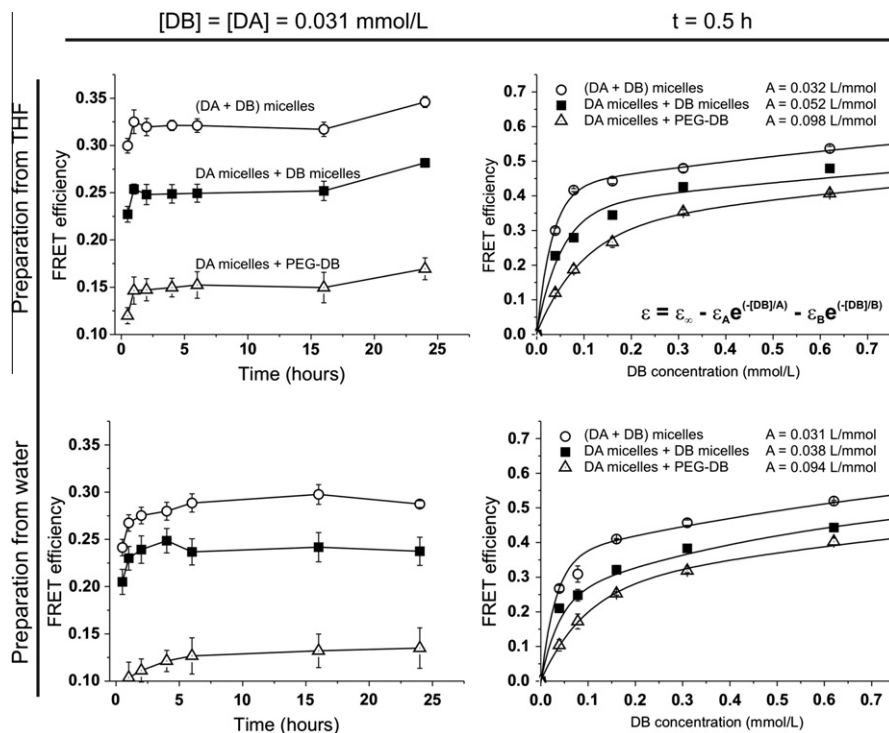 [DB] = [DA] = 0.031 mmol/L
t = 0.5 h
Preparation from THF
FRET efficiency
0.35
0.30
0.25
0.20
0.15
0.10
(DA + DB) micelles
DA micelles + DB micelles
DA micelles + PEG-DB
0 5 10 15 20 25
Time (hours)
FRET efficiency
0.7
0.6
0.5
0.4
0.3
0.2
0.1
0.0
(DA + DB) micelles A = 0.032 L/mmol
DA micelles + DB micelles A = 0.052 L/mmol
DA micelles + PEG-DB A = 0.098 L/mmol
ε = ε∞ - εAe(-[DB]/A) - εBe(-[DB]/B)
0.0 0.1 0.2 0.3 0.4 0.5 0.6 0.7
DB concentration (mmol/L)
Preparation from water
FRET efficiency
0.35
0.30
0.25
0.20
0.15
0.10
0 5 10 15 20 25
Time (hours)
FRET efficiency
0.7
0.6
0.5
0.4
0.3
0.2
0.1
0.0
(DA + DB) micelles A = 0.031 L/mmol
DA micelles + DB micelles A = 0.038 L/mmol
DA micelles + PEG-DB A = 0.094 L/mmol
0.0 0.1 0.2 0.3 0.4 0.5 0.6 0.7
DB concentration (mmol/L)